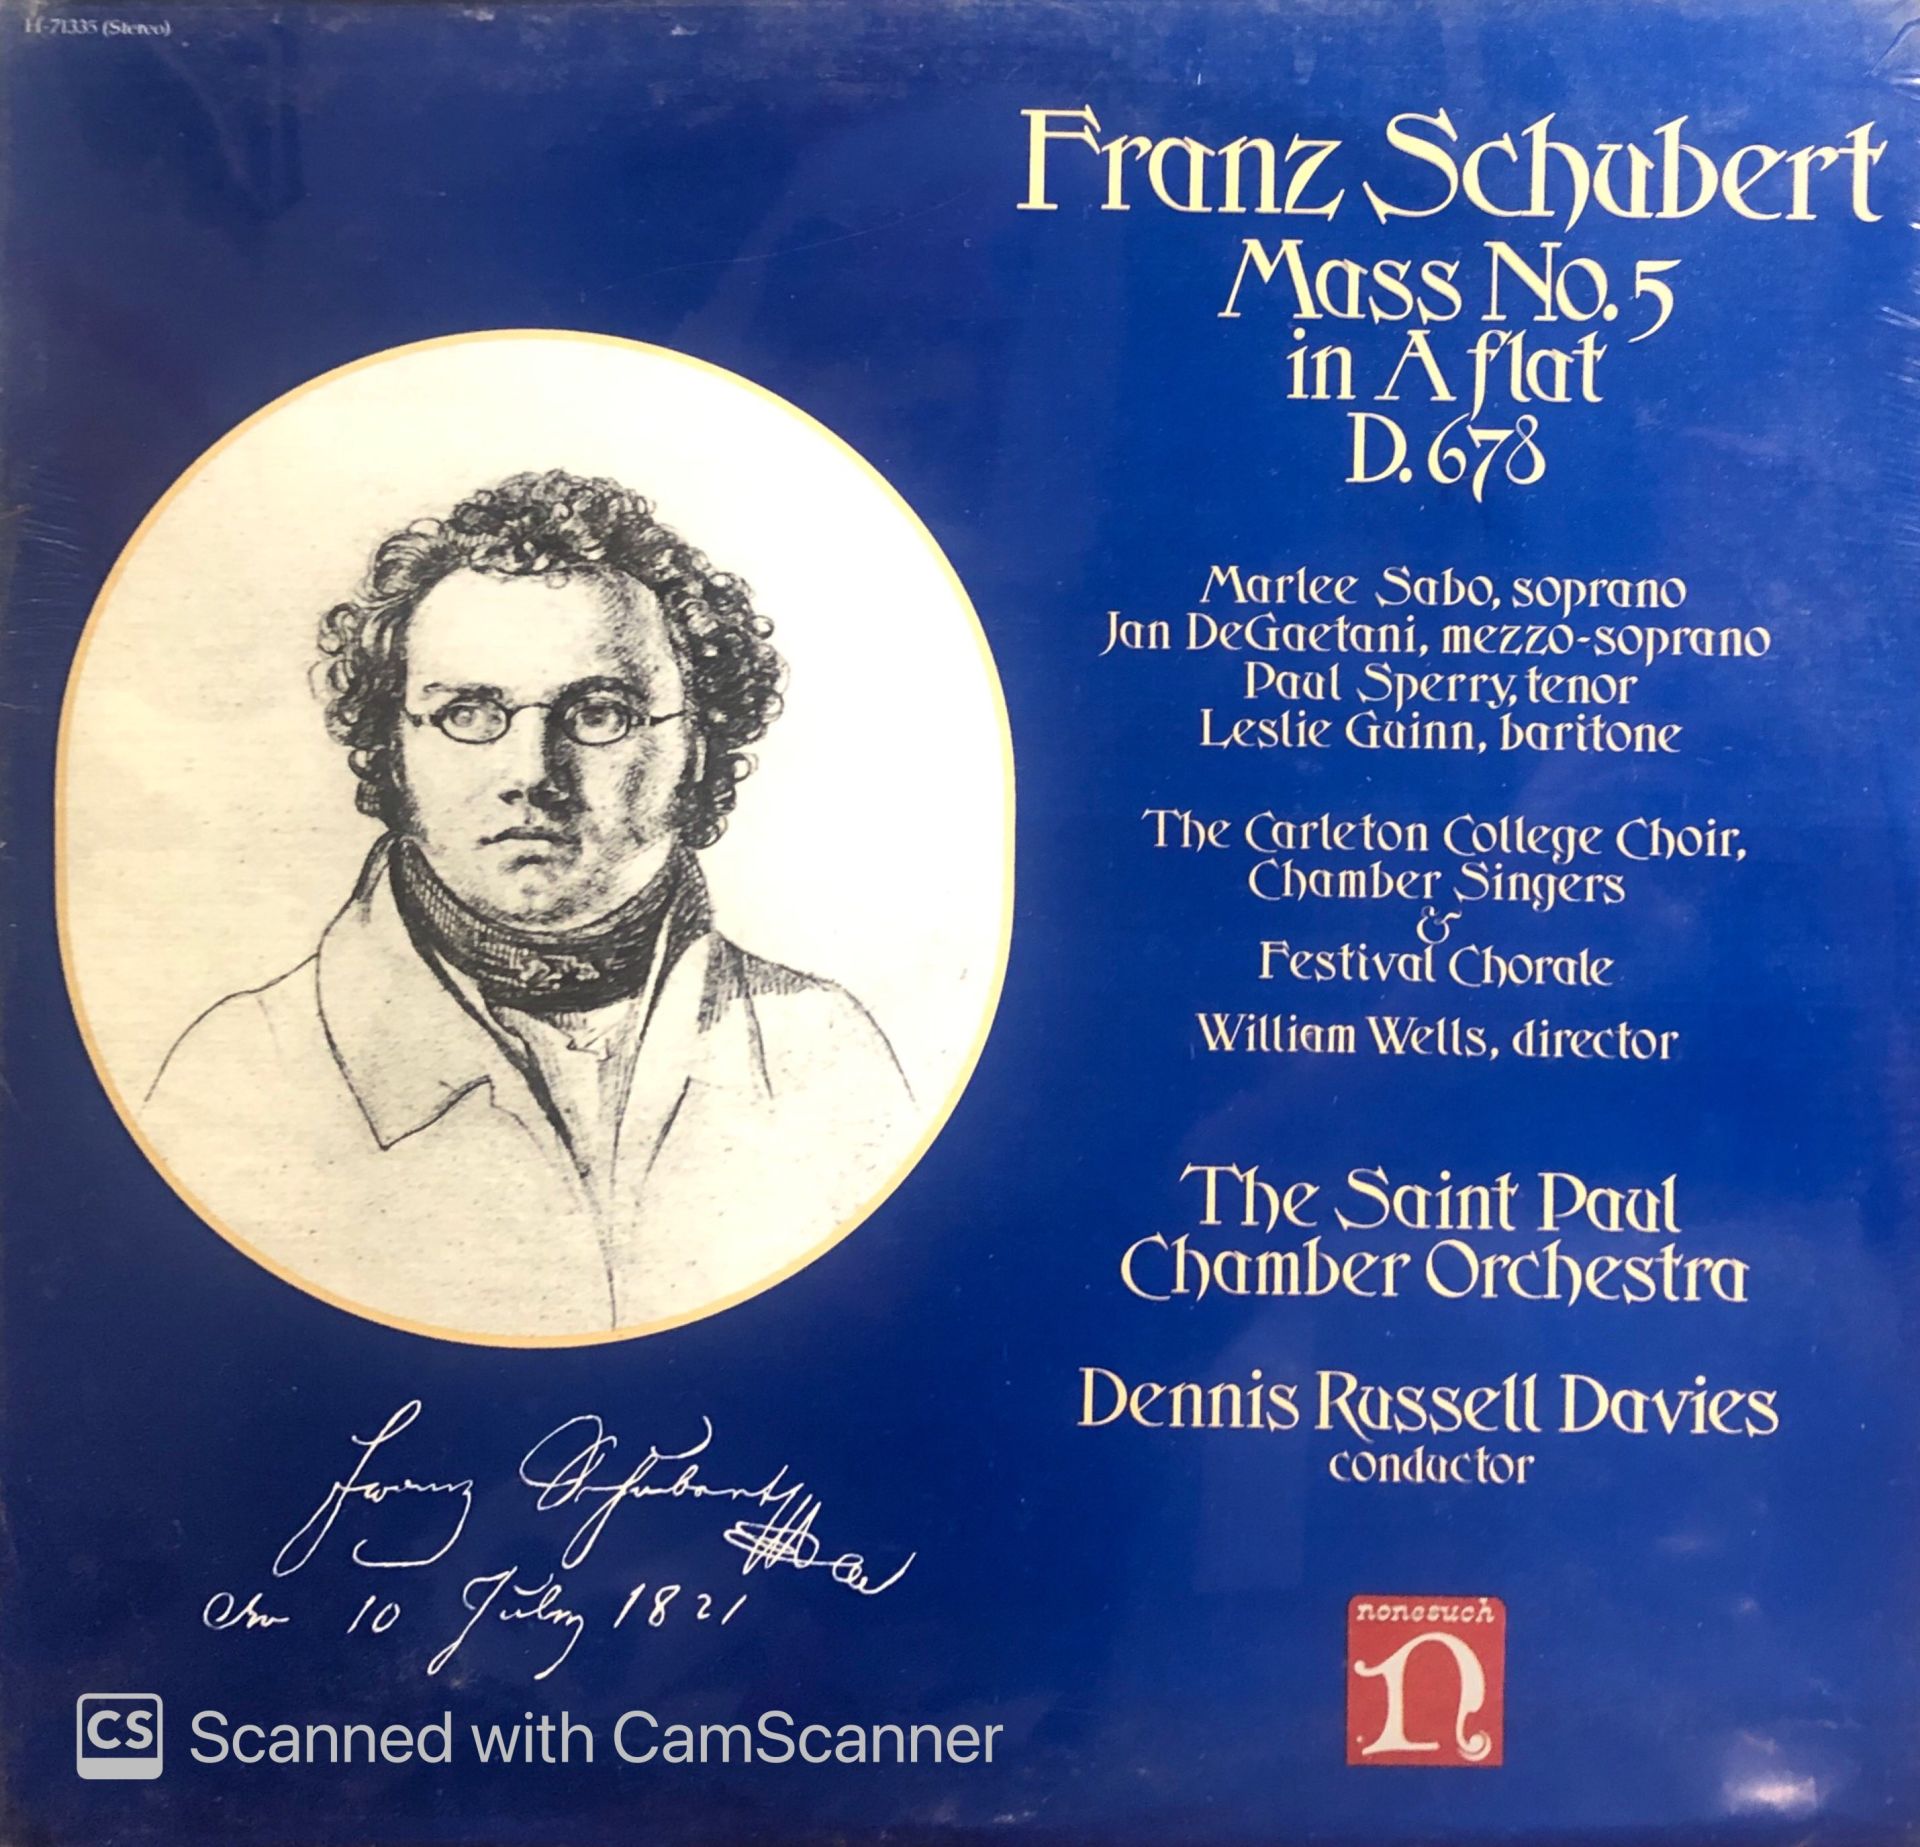 H-71335 (Stereo)
Franz Schubert
Mass No. 5
in A flat
D. 678
Marlee Sabo, soprano
Jan DeGaetani, mezzo-soprano
Paul Sperry, tenor
Leslie Guinn, baritone
The Carleton College Choir,
Chamber Singers
&
Festival Chorale
William Wells, director
The Saint Paul
Chamber Orchestra
Dennis Russell Davies
conductor
Franz Schubert
10 July 1821
nonesuch
n
CS Scanned with CamScanner